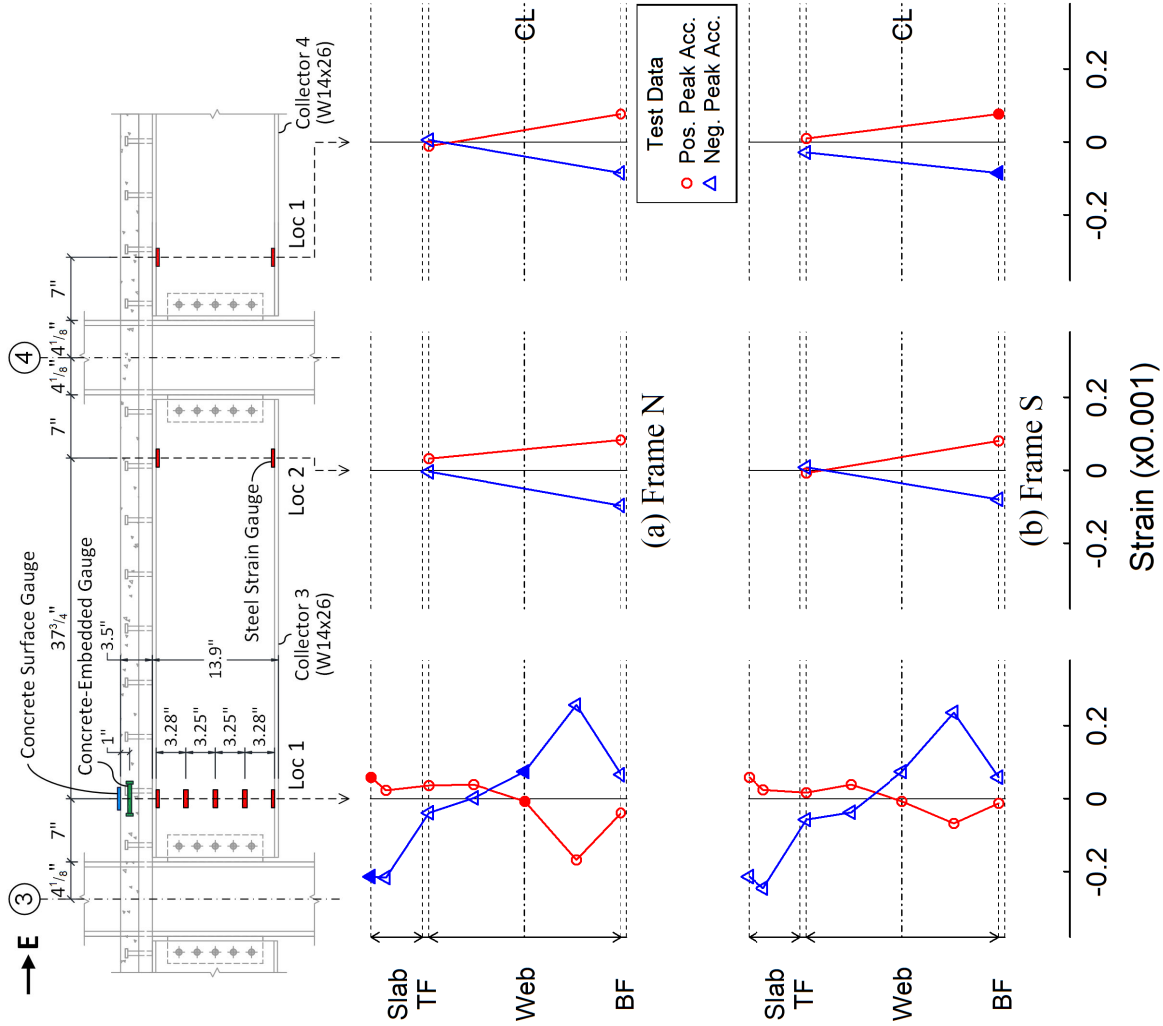 E
3
4
4 1/8"
7"
37 3/4"
7"
4 1/8"
4 1/8"
7"
Concrete Surface Gauge
Concrete-Embedded Gauge
1"
3.5"
13.9"
3.28"
3.25"
3.25"
3.28"
Steel Strain Gauge
Loc 1
Collector 3
(W14x26)
Loc 2
Loc 1
Collector 4
(W14x26)
Slab
TF
Web
BF
CL
Test Data
Pos. Peak Acc.
Neg. Peak Acc.
(a) Frame N
Slab
TF
Web
BF
CL
(b) Frame S
-0.2 0 0.2
-0.2 0 0.2
-0.2 0 0.2
Strain (x0.001)